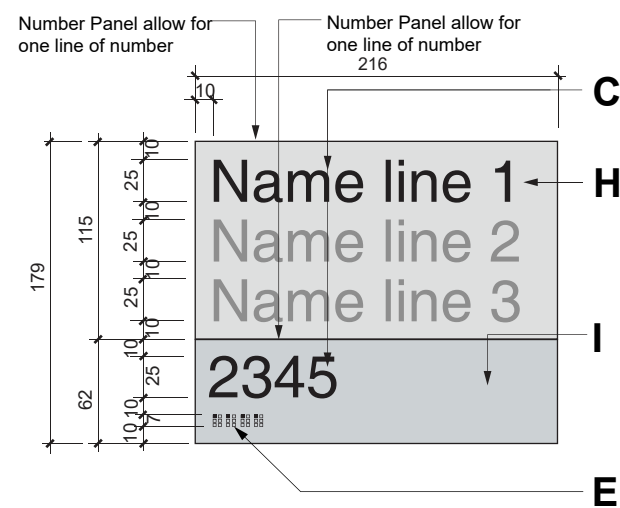 Number Panel allow for
one line of number
Number Panel allow for
one line of number
216
10
C
10
25
10
25
10
25
10
115
179
Name line 1
H
Name line 2
Name line 3
10
25
10
7
10
62
2345
I
E